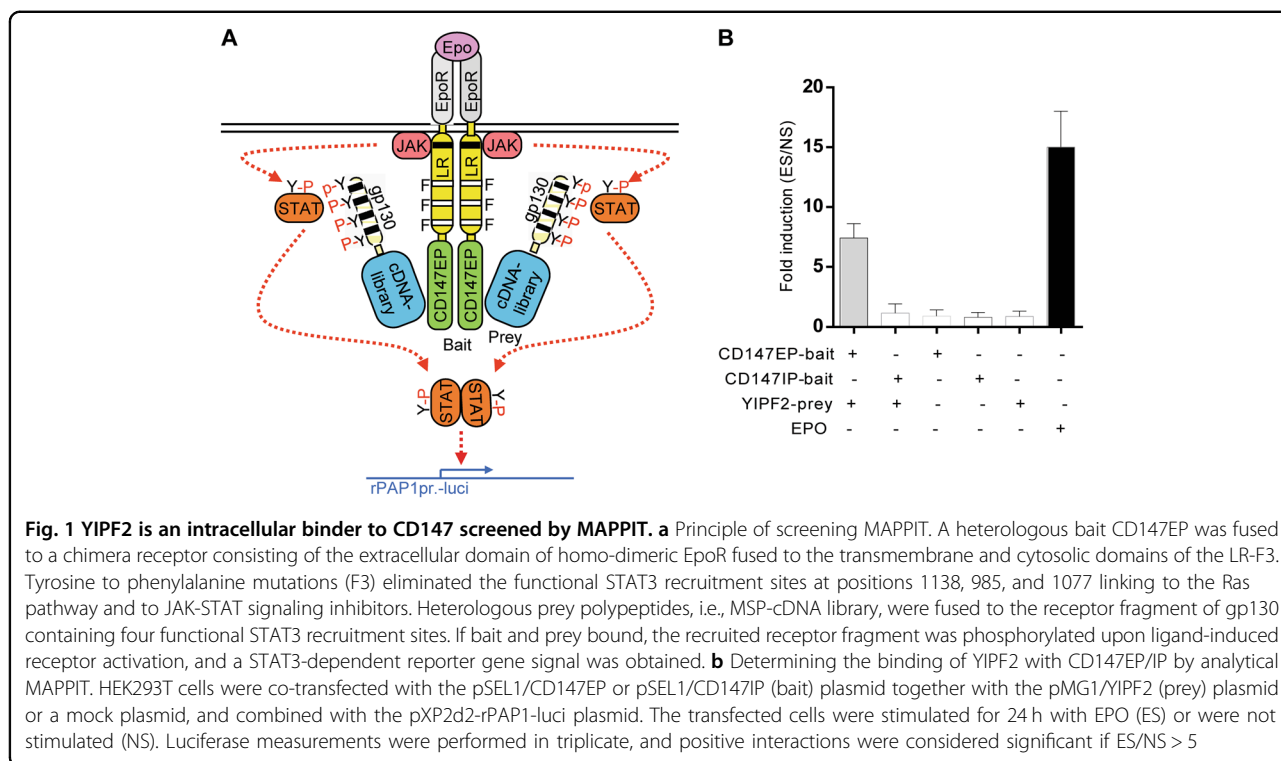 A
Epo
EpoR
EpoR
JAK
LR
LR
JAK
Y-P
STAT
P-Y
P-Y
P-Y
P-Y
gp130
F
F
F
F
F
F
gp130
Y-P
Y-P
Y-P
Y-P
Y-P
STAT
cDNA-library
CD147EP
CD147EP
cDNA-library
Bait
Prey
Y-P
STAT
STAT
Y-P
rPAP1pr.-luci
B
Fold induction (ES/NS)
20
15
10
5
0
CD147EP-bait + - + - - -
CD147IP-bait - + - + - -
YIPF2-prey + + - - + -
EPO - - - - - +
Fig. 1 YIPF2 is an intracellular binder to CD147 screened by MAPPIT. a Principle of screening MAPPIT. A heterologous bait CD147EP was fused
to a chimera receptor consisting of the extracellular domain of homo-dimeric EpoR fused to the transmembrane and cytosolic domains of the LR-F3.
Tyrosine to phenylalanine mutations (F3) eliminated the functional STAT3 recruitment sites at positions 1138, 985, and 1077 linking to the Ras
pathway and to JAK-STAT signaling inhibitors. Heterologous prey polypeptides, i.e., MSP-cDNA library, were fused to the receptor fragment of gp130
containing four functional STAT3 recruitment sites. If bait and prey bound, the recruited receptor fragment was phosphorylated upon ligand-induced
receptor activation, and a STAT3-dependent reporter gene signal was obtained. b Determining the binding of YIPF2 with CD147EP/IP by analytical
MAPPIT. HEK293T cells were co-transfected with the pSEL1/CD147EP or pSEL1/CD147IP (bait) plasmid together with the pMG1/YIPF2 (prey) plasmid
or a mock plasmid, and combined with the pXP2d2-rPAP1-luci plasmid. The transfected cells were stimulated for 24 h with EPO (ES) or were not
stimulated (NS). Luciferase measurements were performed in triplicate, and positive interactions were considered significant if ES/NS > 5